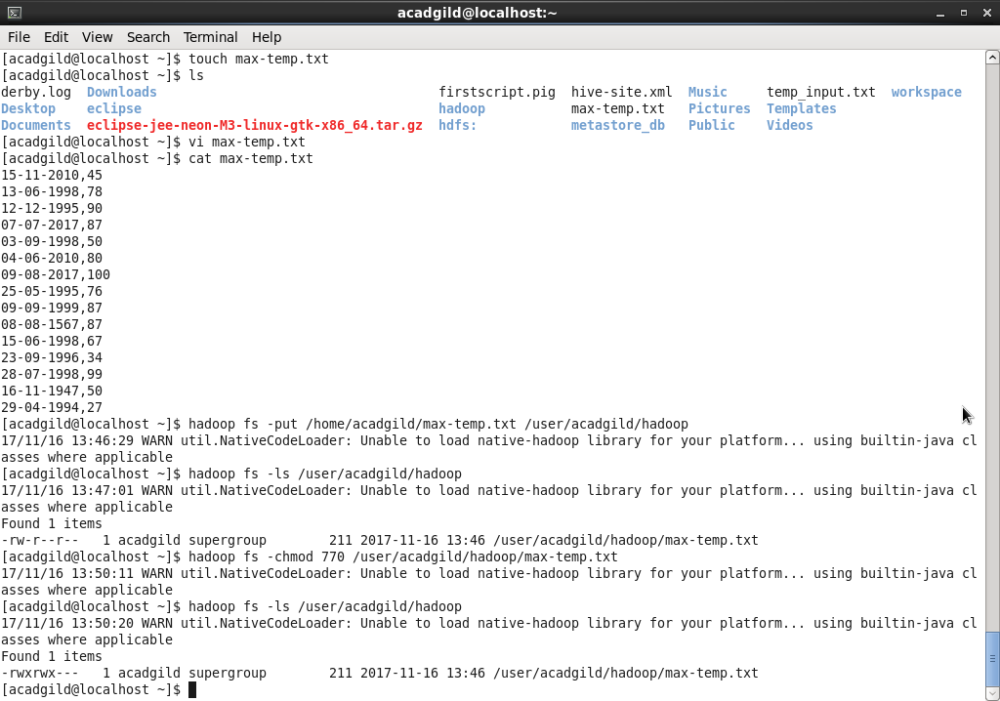 acadgild@localhost:~
File Edit View Search Terminal Help
[acadgild@localhost ~]$ touch max-temp.txt
[acadgild@localhost ~]$ ls
derby.log  Downloads                                    firstscript.pig  hive-site.xml  Music     temp_input.txt  workspace
Desktop    eclipse                                      hadoop           max-temp.txt   Pictures  Templates
Documents  eclipse-jee-neon-M3-linux-gtk-x86_64.tar.gz  hdfs:            metastore_db   Public    Videos
[acadgild@localhost ~]$ vi max-temp.txt
[acadgild@localhost ~]$ cat max-temp.txt
15-11-2010,45
13-06-1998,78
12-12-1995,90
07-07-2017,87
03-09-1998,50
04-06-2010,80
09-08-2017,100
25-05-1995,76
09-09-1999,87
08-08-1567,87
15-06-1998,67
23-09-1996,34
28-07-1998,99
16-11-1947,50
29-04-1994,27
[acadgild@localhost ~]$ hadoop fs -put /home/acadgild/max-temp.txt /user/acadgild/hadoop
17/11/16 13:46:29 WARN util.NativeCodeLoader: Unable to load native-hadoop library for your platform... using builtin-java cl
asses where applicable
[acadgild@localhost ~]$ hadoop fs -ls /user/acadgild/hadoop
17/11/16 13:47:01 WARN util.NativeCodeLoader: Unable to load native-hadoop library for your platform... using builtin-java cl
asses where applicable
Found 1 items
-rw-r--r--   1 acadgild supergroup        211 2017-11-16 13:46 /user/acadgild/hadoop/max-temp.txt
[acadgild@localhost ~]$ hadoop fs -chmod 770 /user/acadgild/hadoop/max-temp.txt
17/11/16 13:50:11 WARN util.NativeCodeLoader: Unable to load native-hadoop library for your platform... using builtin-java cl
asses where applicable
[acadgild@localhost ~]$ hadoop fs -ls /user/acadgild/hadoop
17/11/16 13:50:20 WARN util.NativeCodeLoader: Unable to load native-hadoop library for your platform... using builtin-java cl
asses where applicable
Found 1 items
-rwxrwx---   1 acadgild supergroup        211 2017-11-16 13:46 /user/acadgild/hadoop/max-temp.txt
[acadgild@localhost ~]$